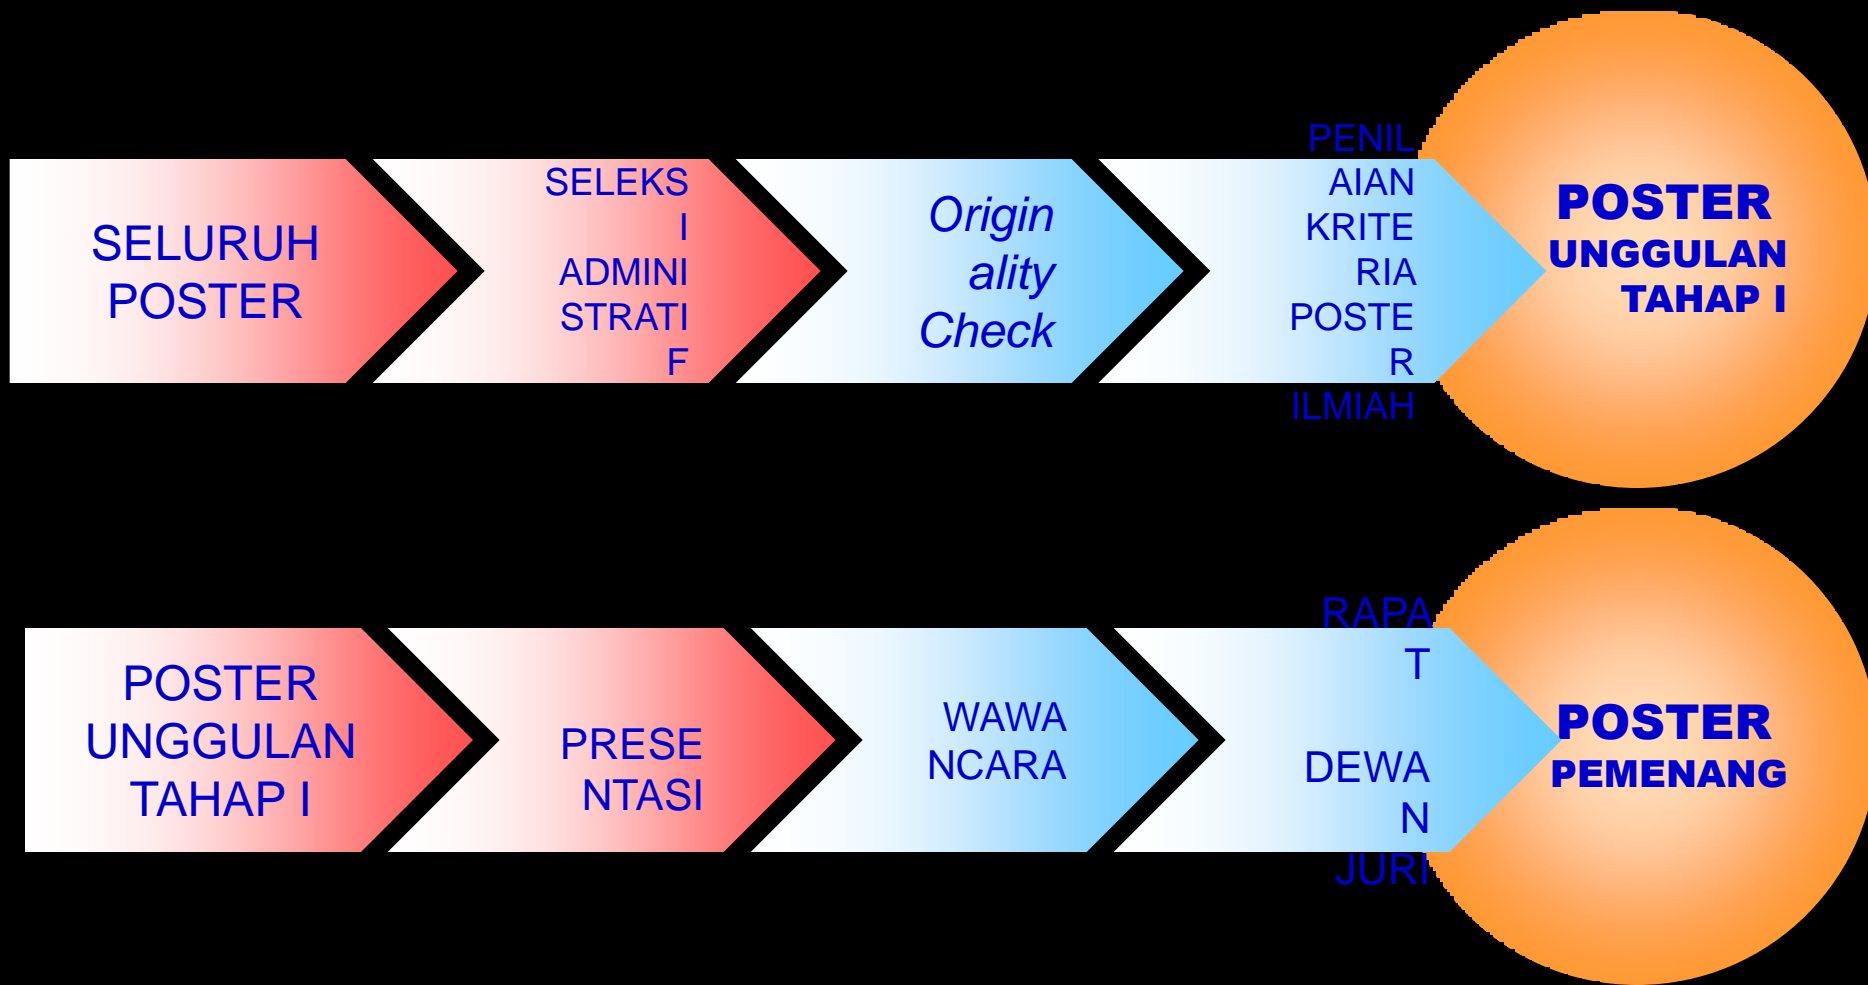 SELURUH
POSTER
SELEKS
I
ADMINI
STRATI
F
Origin
ality
Check
PENIL
AIAN
KRITE
RIA
POSTE
R
ILMIAH
POSTER
UNGGULAN
TAHAP I
POSTER
UNGGULAN
TAHAP I
PRESE
NTASI
WAWA
NCARA
RAPA
T
DEWA
N
JURI
POSTER
PEMENANG